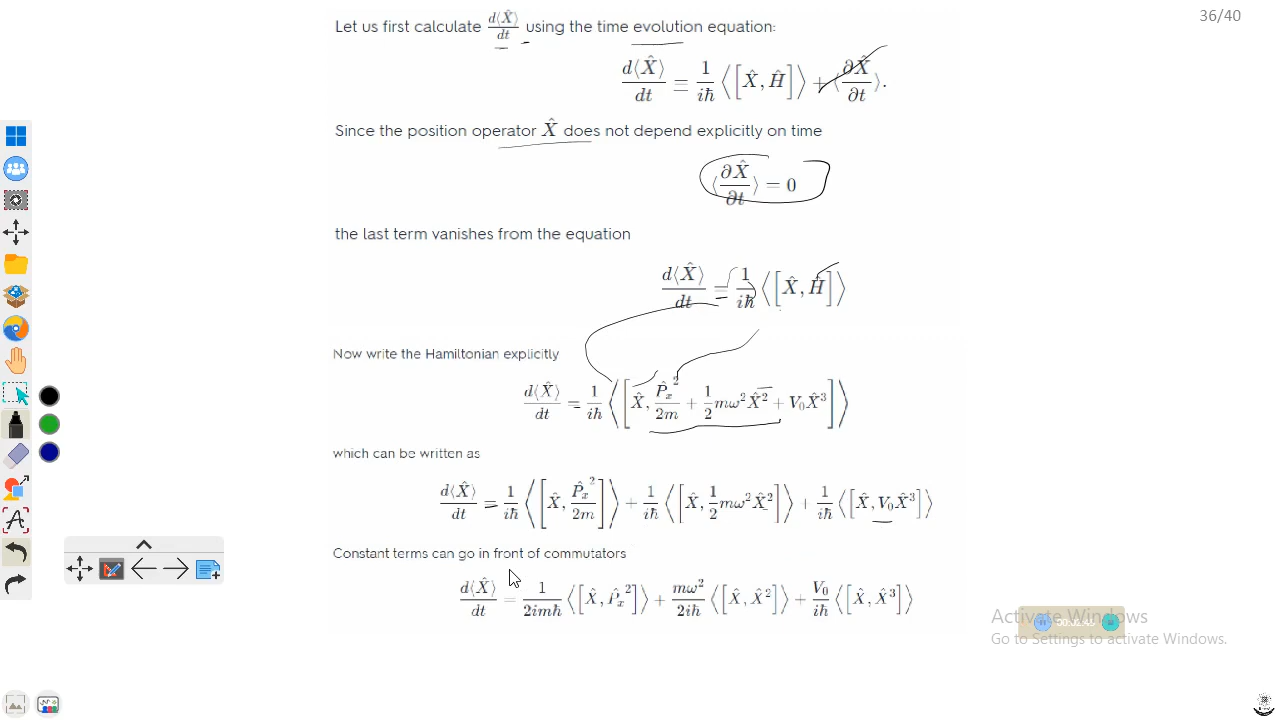 36/40
Let us first calculate d⟨X̂⟩/dt using the time evolution equation:
d⟨X̂⟩/dt = 1/iħ ⟨[X̂, Ĥ]⟩ + ⟨∂X̂/∂t⟩.
Since the position operator X̂ does not depend explicitly on time
⟨∂X̂/∂t⟩ = 0
the last term vanishes from the equation
d⟨X̂⟩/dt = 1/iħ ⟨[X̂, Ĥ]⟩
Now write the Hamiltonian explicitly
d⟨X̂⟩/dt = 1/iħ ⟨[X̂, P̂ₓ²/2m + 1/2 mω²X̂² + V₀X̂³]⟩
which can be written as
d⟨X̂⟩/dt = 1/iħ ⟨[X̂, P̂ₓ²/2m]⟩ + 1/iħ ⟨[X̂, 1/2 mω²X̂²]⟩ + 1/iħ ⟨[X̂, V₀X̂³]⟩
Constant terms can go in front of commutators
d⟨X̂⟩/dt = 1/2imħ ⟨[X̂, P̂ₓ²]⟩ + mω²/2iħ ⟨[X̂, X̂²]⟩ + V₀/iħ ⟨[X̂, X̂³]⟩
Activate Windows
Go to Settings to activate Windows.